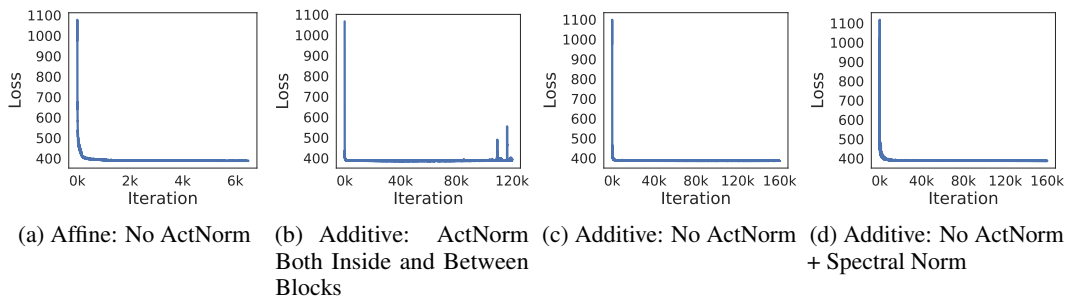 1100
1000
900
800
700
600
500
400
Loss
0k 2k 4k 6k
Iteration
(a) Affine: No ActNorm
1100
1000
900
800
700
600
500
400
Loss
0k 40k 80k 120k
Iteration
(b) Additive: ActNorm
Both Inside and Between
Blocks
1100
1000
900
800
700
600
500
400
Loss
0k 40k 80k 120k 160k
Iteration
(c) Additive: No ActNorm
1100
1000
900
800
700
600
500
400
Loss
0k 40k 80k 120k 160k
Iteration
(d) Additive: No ActNorm
+ Spectral Norm